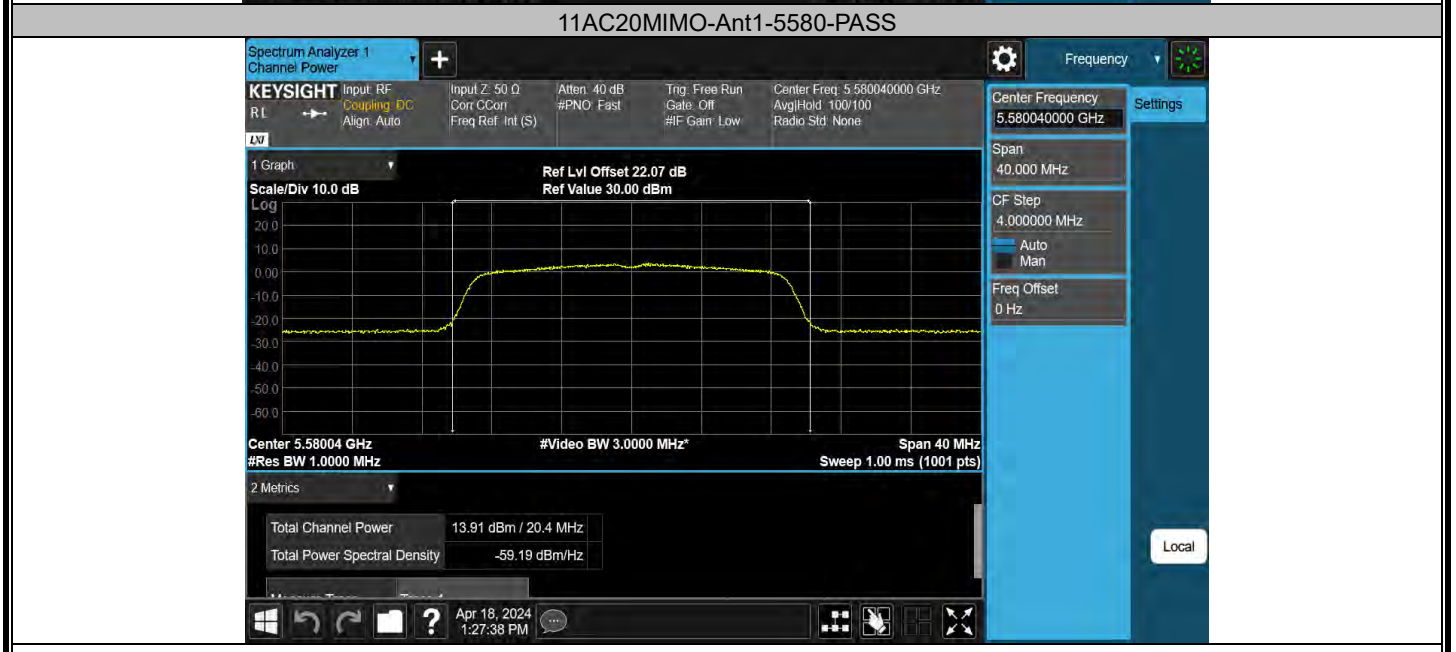 11AC20MIMO-Ant1-5580-PASS
Spectrum Analyzer 1
Channel Power
+
Frequency
KEYSIGHT
RL
LXI
Input: RF
Coupling: DC
Align: Auto
Input Z: 50 Ω
Corr CCorr
Freq Ref: Int (S)
Atten: 40 dB
#PNO: Fast
Trig: Free Run
Gate: Off
#IF Gain: Low
Center Freq: 5.580040000 GHz
Avg|Hold: 100/100
Radio Std: None
Center Frequency
5.580040000 GHz
Settings
Span
40.000 MHz
CF Step
4.000000 MHz
Auto
Man
Freq Offset
0 Hz
1 Graph
Ref Lvl Offset 22.07 dB
Scale/Div 10.0 dB
Ref Value 30.00 dBm
Log
20.0
10.0
0.00
-10.0
-20.0
-30.0
-40.0
-50.0
-60.0
Center 5.58004 GHz
#Video BW 3.0000 MHz*
Span 40 MHz
#Res BW 1.0000 MHz
Sweep 1.00 ms (1001 pts)
2 Metrics
Total Channel Power 13.91 dBm / 20.4 MHz
Total Power Spectral Density -59.19 dBm/Hz
Local
?
Apr 18, 2024
1:27:38 PM